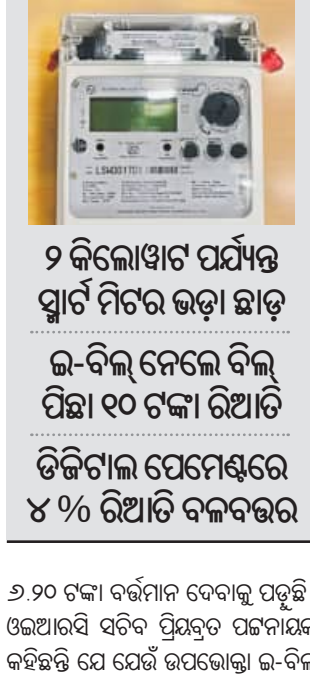 LSM00117D1
୨ କିଲୋୱାଟ ପର୍ଯ୍ୟନ୍ତ
ସ୍ମାର୍ଟ ମିଟର ଭଡ଼ା ଛାଡ଼
ଇ-ବିଲ୍ ନେଲେ ବିଲ୍
ପିଛା ୧୦ ଟଙ୍କା ରିଆତି
ଡିଜିଟାଲ ପେମେଣ୍ଟରେ
୪ % ରିଆତି ବଳବତ୍ତର
୬.୨୦ ଟଙ୍କା ବର୍ତ୍ତମାନ ଦେବାକୁ ପଡ଼ୁଛି
ଓଇଆରସି ସଚିବ ପ୍ରିୟବ୍ରତ ପଟ୍ଟନାୟକ
କହିଛନ୍ତି ଯେ ଯେଉଁ ଉପଭୋକ୍ତା ଇ-ବିଲ